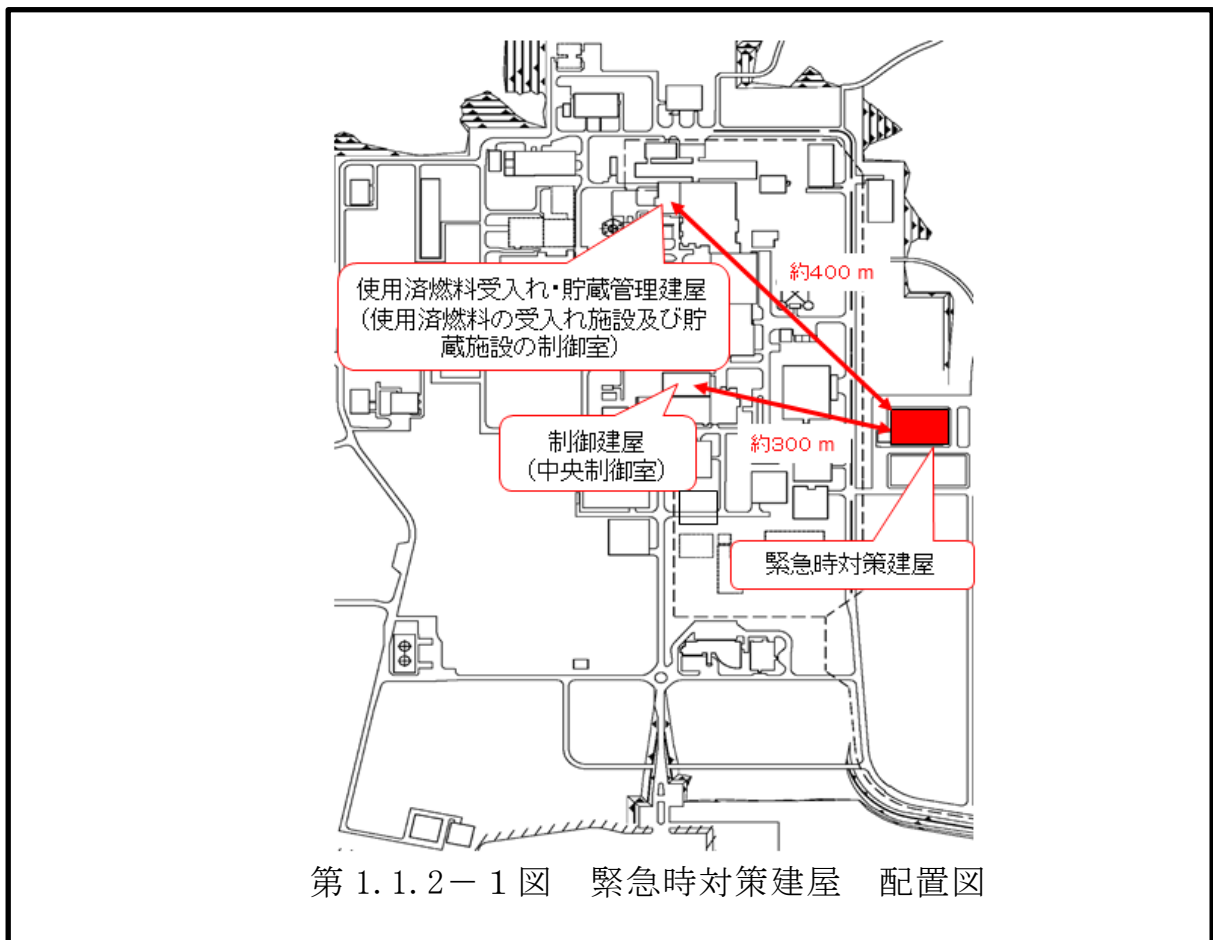 約400 m
使用済燃料受入れ・貯蔵管理建屋
(使用済燃料の受入れ施設及び貯
蔵施設の制御室)
制御建屋
(中央制御室)
約300 m
緊急時対策建屋
第 1.1.2－1図　緊急時対策建屋　配置図